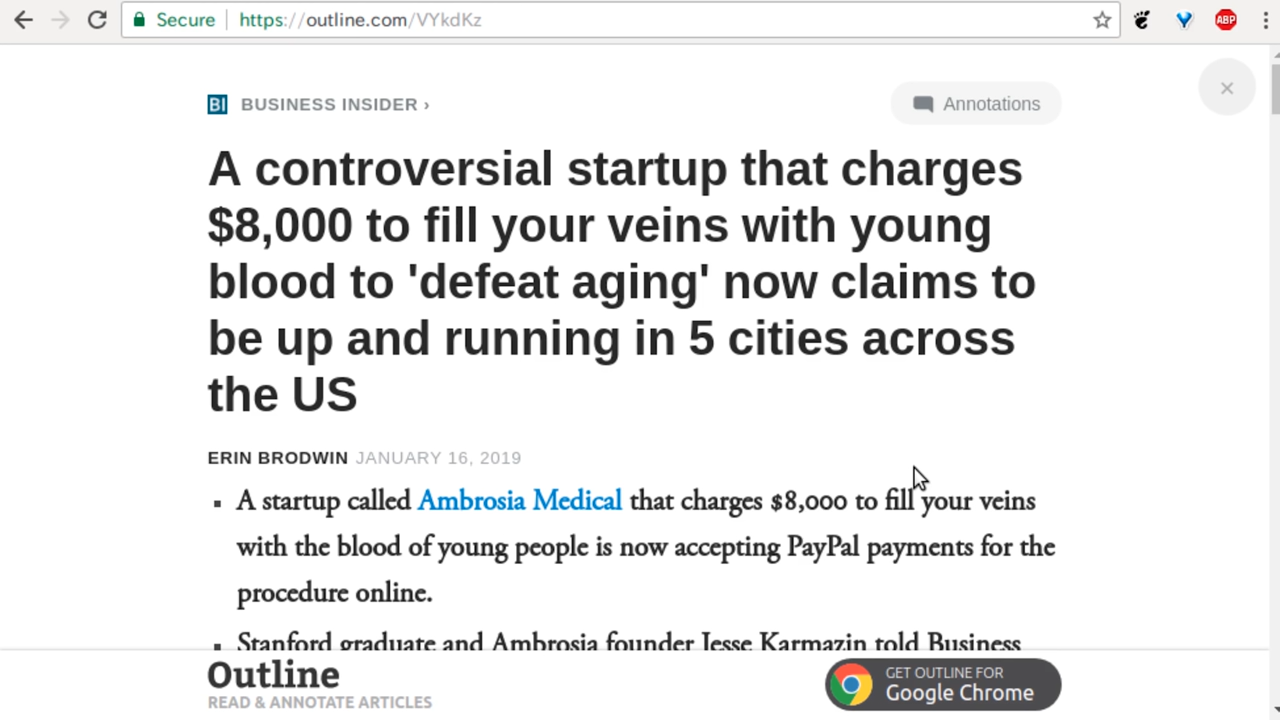 Secure https://outline.com/VYkdKz ABP
BI BUSINESS INSIDER › Annotations
A controversial startup that charges
$8,000 to fill your veins with young
blood to 'defeat aging' now claims to
be up and running in 5 cities across
the US
ERIN BRODWIN JANUARY 16, 2019
▪ A startup called Ambrosia Medical that charges $8,000 to fill your veins
with the blood of young people is now accepting PayPal payments for the
procedure online.
▪ Stanford graduate and Ambrosia founder Jesse Karmazin told Business
Outline
READ & ANNOTATE ARTICLES
GET OUTLINE FOR
Google Chrome